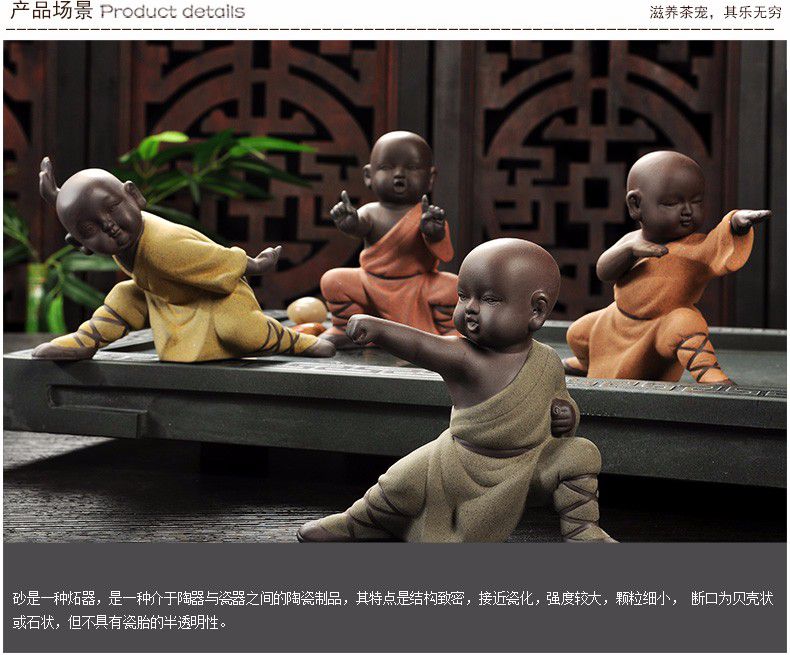 产品场景 Product details
滋养茶宠，其乐无穷
砂是一种炻器，是一种介于陶器与瓷器之间的陶瓷制品，其特点是结构致密，接近瓷化，强度较大，颗粒细小， 断口为贝壳状
或石状，但不具有瓷胎的半透明性。